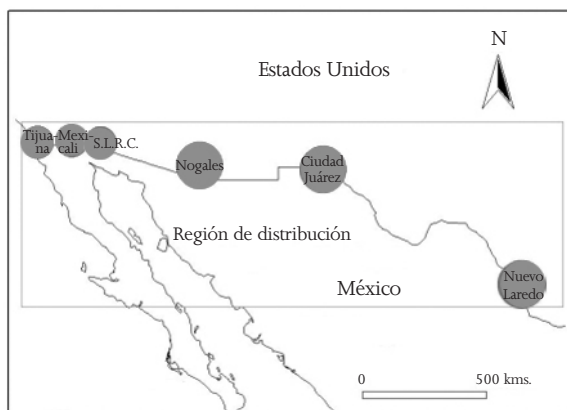 N
Estados Unidos
Tijua-
na
Mexi-
cali
S.L.R.C.
Nogales
Ciudad
Juárez
Región de distribución
Nuevo
Laredo
México
0
500 kms.